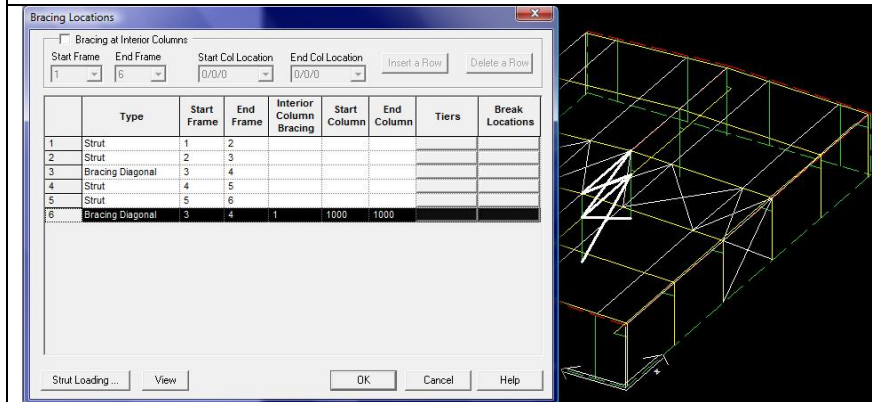 Bracing Locations
Bracing at Interior Columns
Start Frame End Frame Start Col Location End Col Location
1 6 0/0/0 0/0/0 Insert a Row Delete a Row
Type Start Frame End Frame Interior Column Bracing Start Column End Column Tiers Break Locations
1 Strut 1 2
2 Strut 2 3
3 Bracing Diagonal 3 4
4 Strut 4 5
5 Strut 5 6
6 Bracing Diagonal 3 4 1 1000 1000
Strut Loading ... View OK Cancel Help